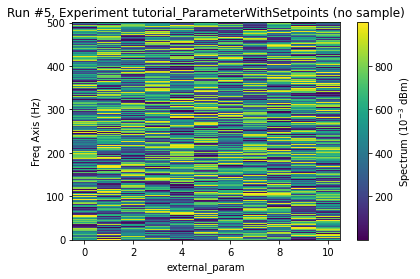 Run #5, Experiment tutorial_ParameterWithSetpoints (no sample)
500
400
300
200
100
0
Freq Axis (Hz)
0 2 4 6 8 10
external_param
800
600
400
200
Spectrum (10⁻³ dBm)